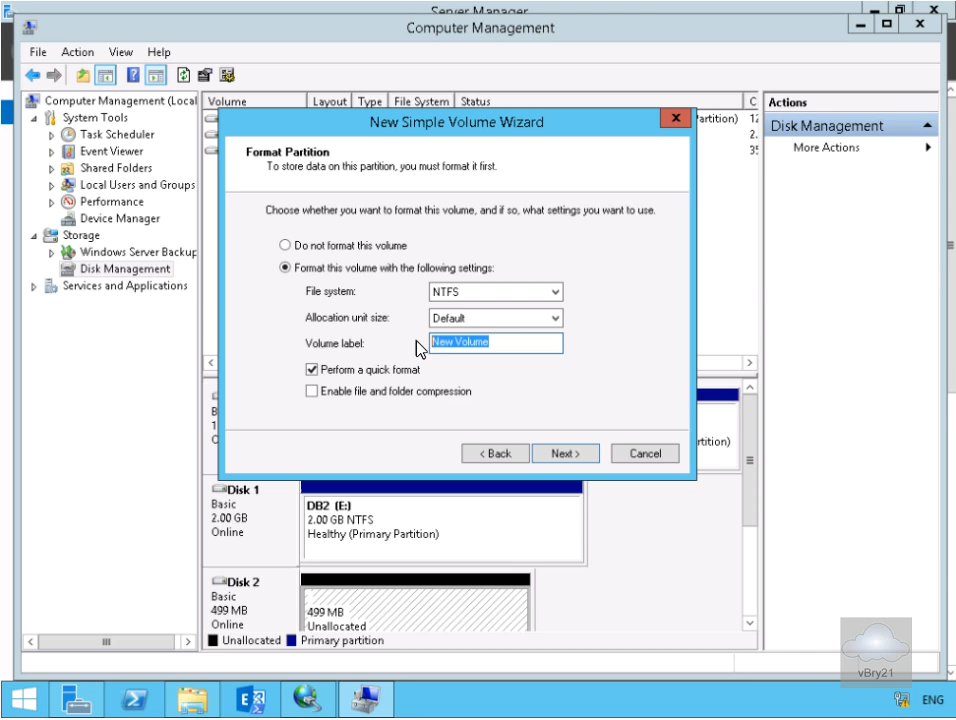 Server Manager
Computer Management
File Action View Help
Computer Management (Local
System Tools
Task Scheduler
Event Viewer
Shared Folders
Local Users and Groups
Performance
Device Manager
Storage
Windows Server Backup
Disk Management
Services and Applications
Volume Layout Type File System Status C
Partition) 12
2.
35
Actions
Disk Management
More Actions
New Simple Volume Wizard
Format Partition
To store data on this partition, you must format it first.
Choose whether you want to format this volume, and if so, what settings you want to use.
Do not format this volume
Format this volume with the following settings:
File system: NTFS
Allocation unit size: Default
Volume label: New Volume
Perform a quick format
Enable file and folder compression
< Back Next > Cancel
rtition)
Disk 1
Basic
2.00 GB
Online
DB2 (E:)
2.00 GB NTFS
Healthy (Primary Partition)
Disk 2
Basic
499 MB
Online
499 MB
Unallocated
Unallocated Primary partition
vBry21
ENG